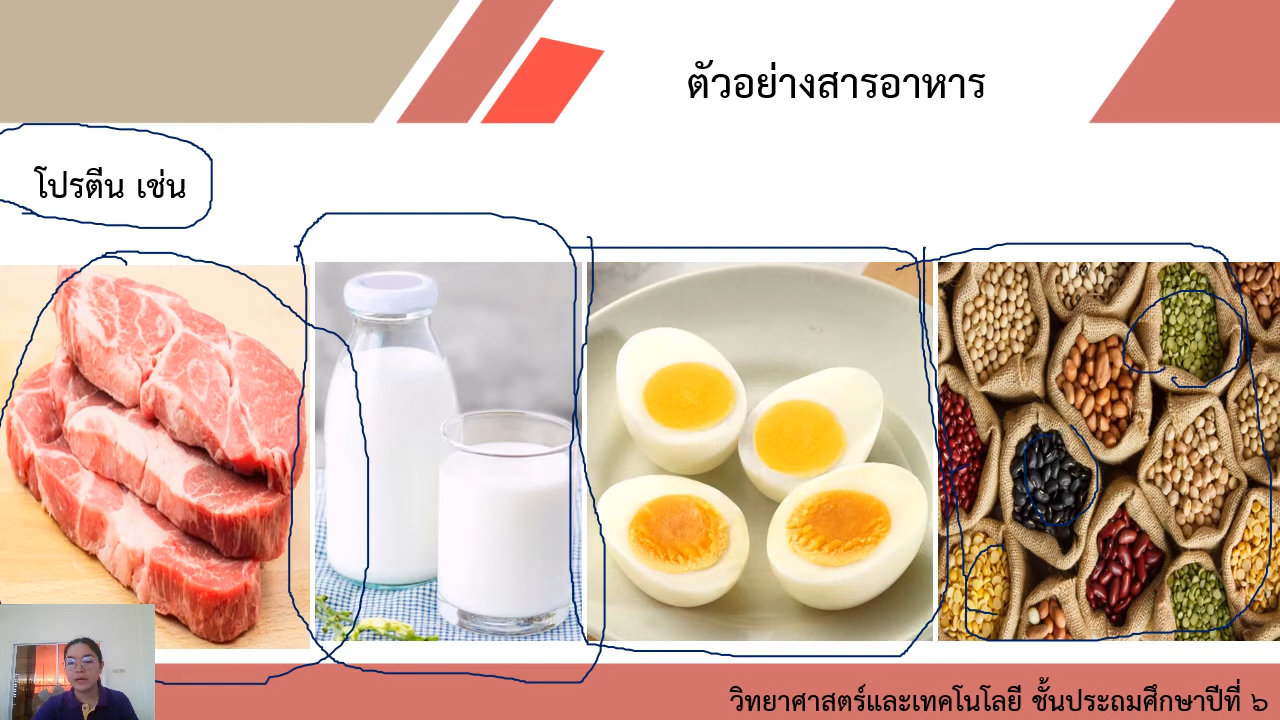 ตัวอย่างสารอาหาร
โปรตีน เช่น
วิทยาศาสตร์และเทคโนโลยี ชั้นประถมศึกษาปีที่ ๖